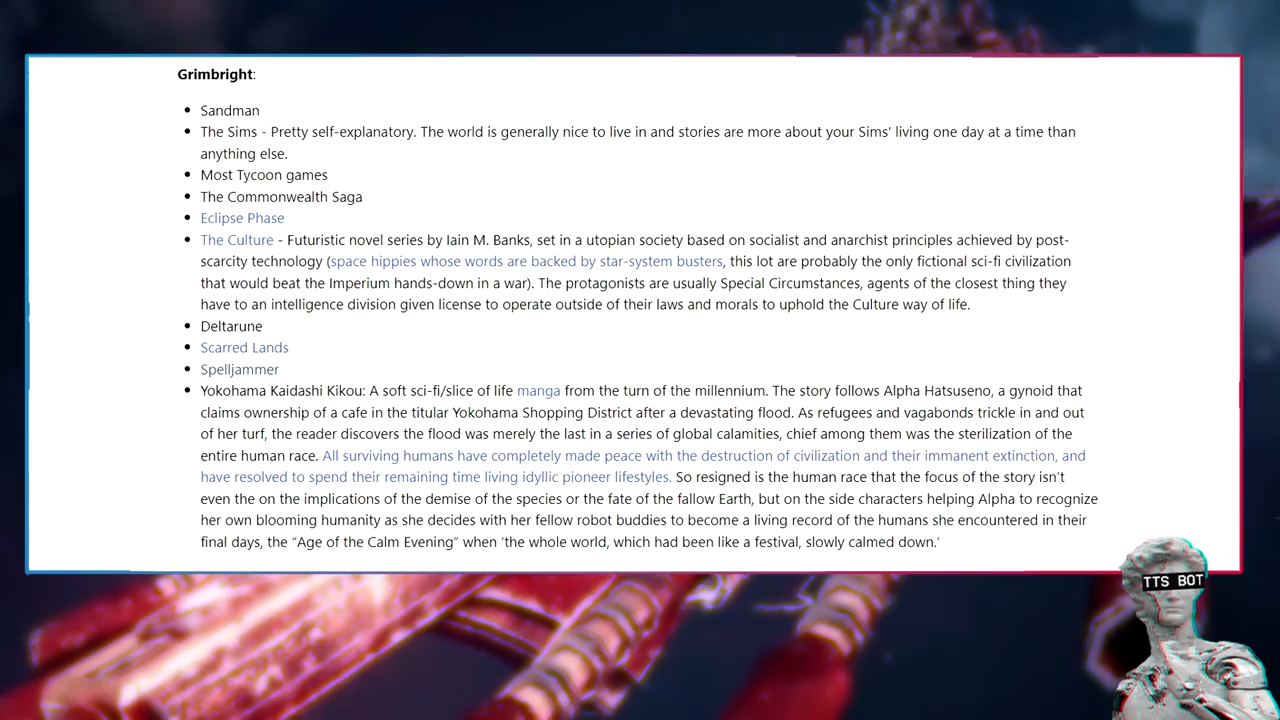 Grimbright:
Sandman
The Sims - Pretty self-explanatory. The world is generally nice to live in and stories are more about your Sims' living one day at a time than
anything else.
Most Tycoon games
The Commonwealth Saga
Eclipse Phase
The Culture - Futuristic novel series by Iain M. Banks, set in a utopian society based on socialist and anarchist principles achieved by post-
scarcity technology (space hippies whose words are backed by star-system busters, this lot are probably the only fictional sci-fi civilization
that would beat the Imperium hands-down in a war). The protagonists are usually Special Circumstances, agents of the closest thing they
have to an intelligence division given license to operate outside of their laws and morals to uphold the Culture way of life.
Deltarune
Scarred Lands
Spelljammer
Yokohama Kaidashi Kikou: A soft sci-fi/slice of life manga from the turn of the millennium. The story follows Alpha Hatsuseno, a gynoid that
claims ownership of a cafe in the titular Yokohama Shopping District after a devastating flood. As refugees and vagabonds trickle in and out
of her turf, the reader discovers the flood was merely the last in a series of global calamities, chief among them was the sterilization of the
entire human race. All surviving humans have completely made peace with the destruction of civilization and their immanent extinction, and
have resolved to spend their remaining time living idyllic pioneer lifestyles. So resigned is the human race that the focus of the story isn't
even the on the implications of the demise of the species or the fate of the fallow Earth, but on the side characters helping Alpha to recognize
her own blooming humanity as she decides with her fellow robot buddies to become a living record of the humans she encountered in their
final days, the “Age of the Calm Evening” when ‘the whole world, which had been like a festival, slowly calmed down.’
TTS BOT